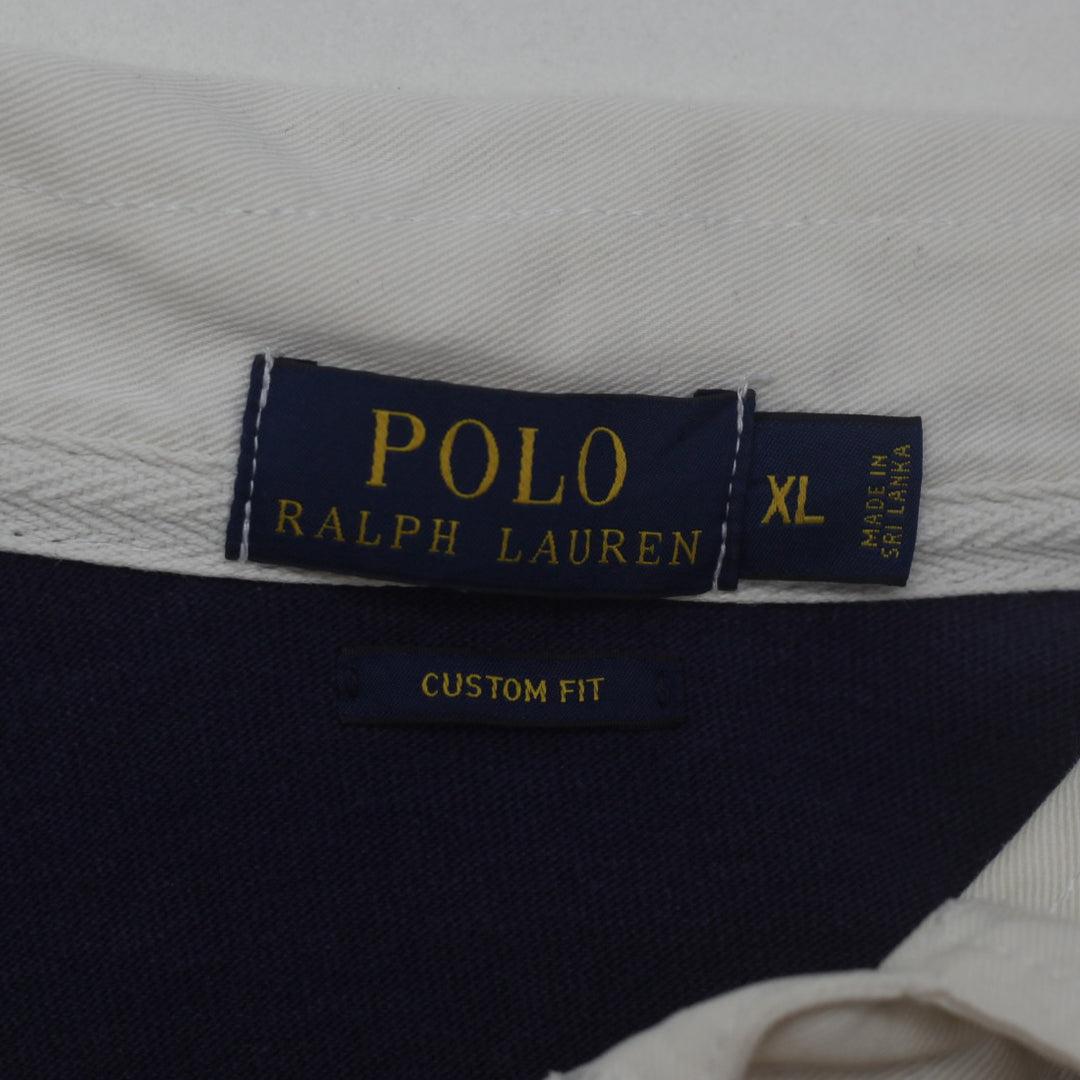 POLO
RALPH LAUREN
XL
MADE IN
SRI LANKA
CUSTOM FIT